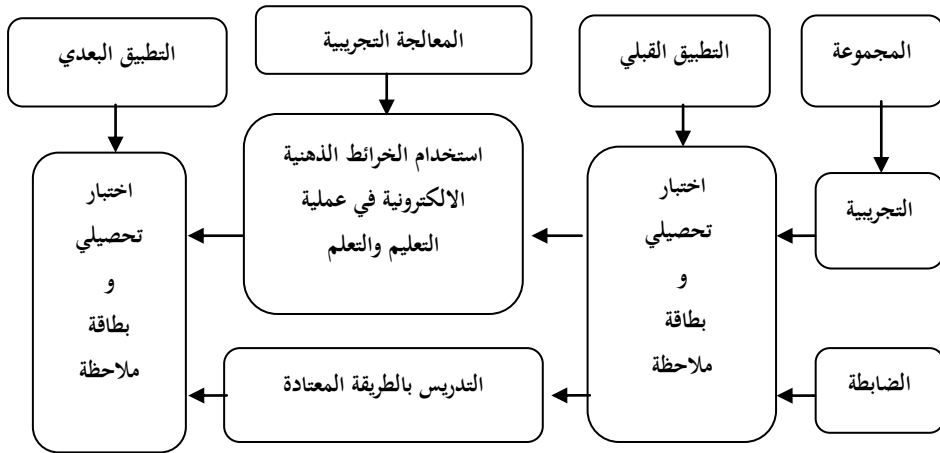 المجموعة
التطبيق القبلي
المعالجة التجريبية
التطبيق البعدي
التجريبية
الضابطة
اختبار
تحصيلي
و
بطاقة
ملاحظة
استخدام الخرائط الذهنية
الالكترونية في عملية
التعليم والتعلم
التدريس بالطريقة المعتادة
اختبار
تحصيلي
و
بطاقة
ملاحظة